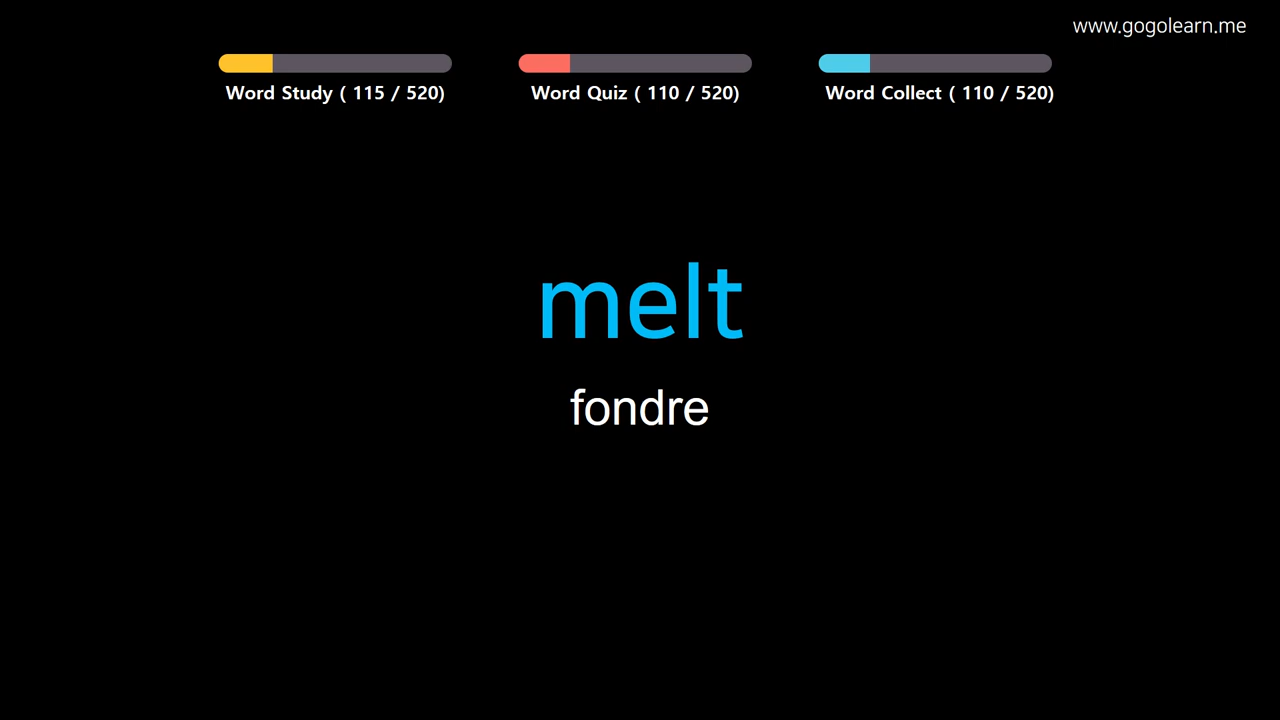 www.gogolearn.me
Word Study ( 115 / 520)
Word Quiz ( 110 / 520)
Word Collect ( 110 / 520)
melt
fondre